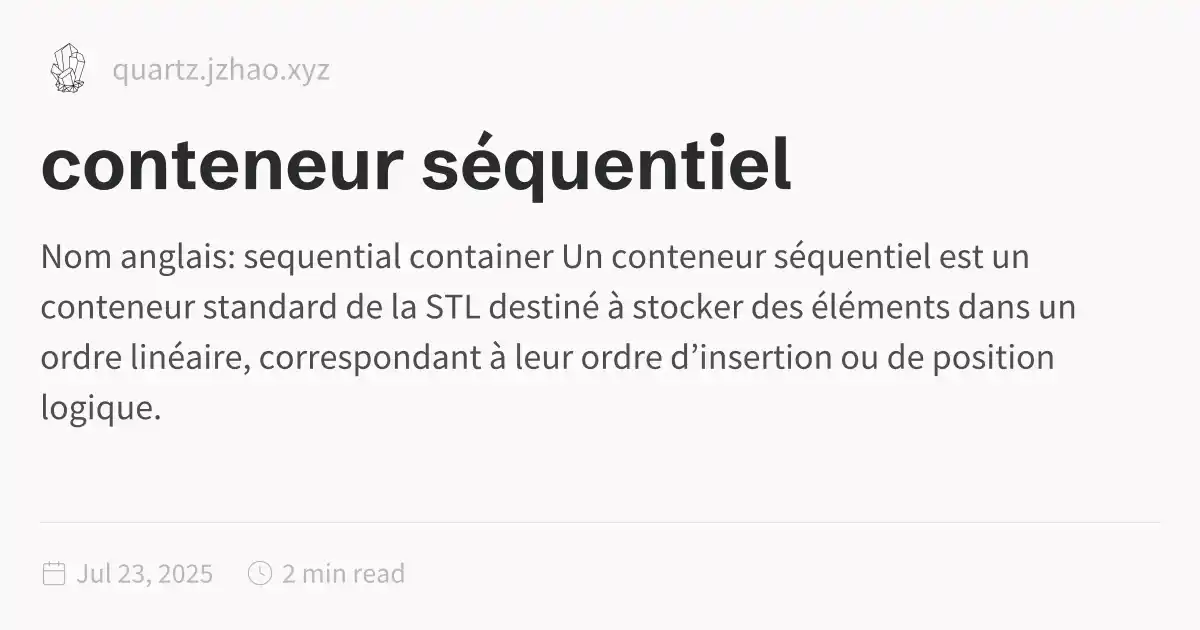 quartz.jzhao.xyz
conteneur séquentiel
Nom anglais: sequential container Un conteneur séquentiel est un
conteneur standard de la STL destiné à stocker des éléments dans un
ordre linéaire, correspondant à leur ordre d’insertion ou de position
logique.
Jul 23, 2025 2 min read